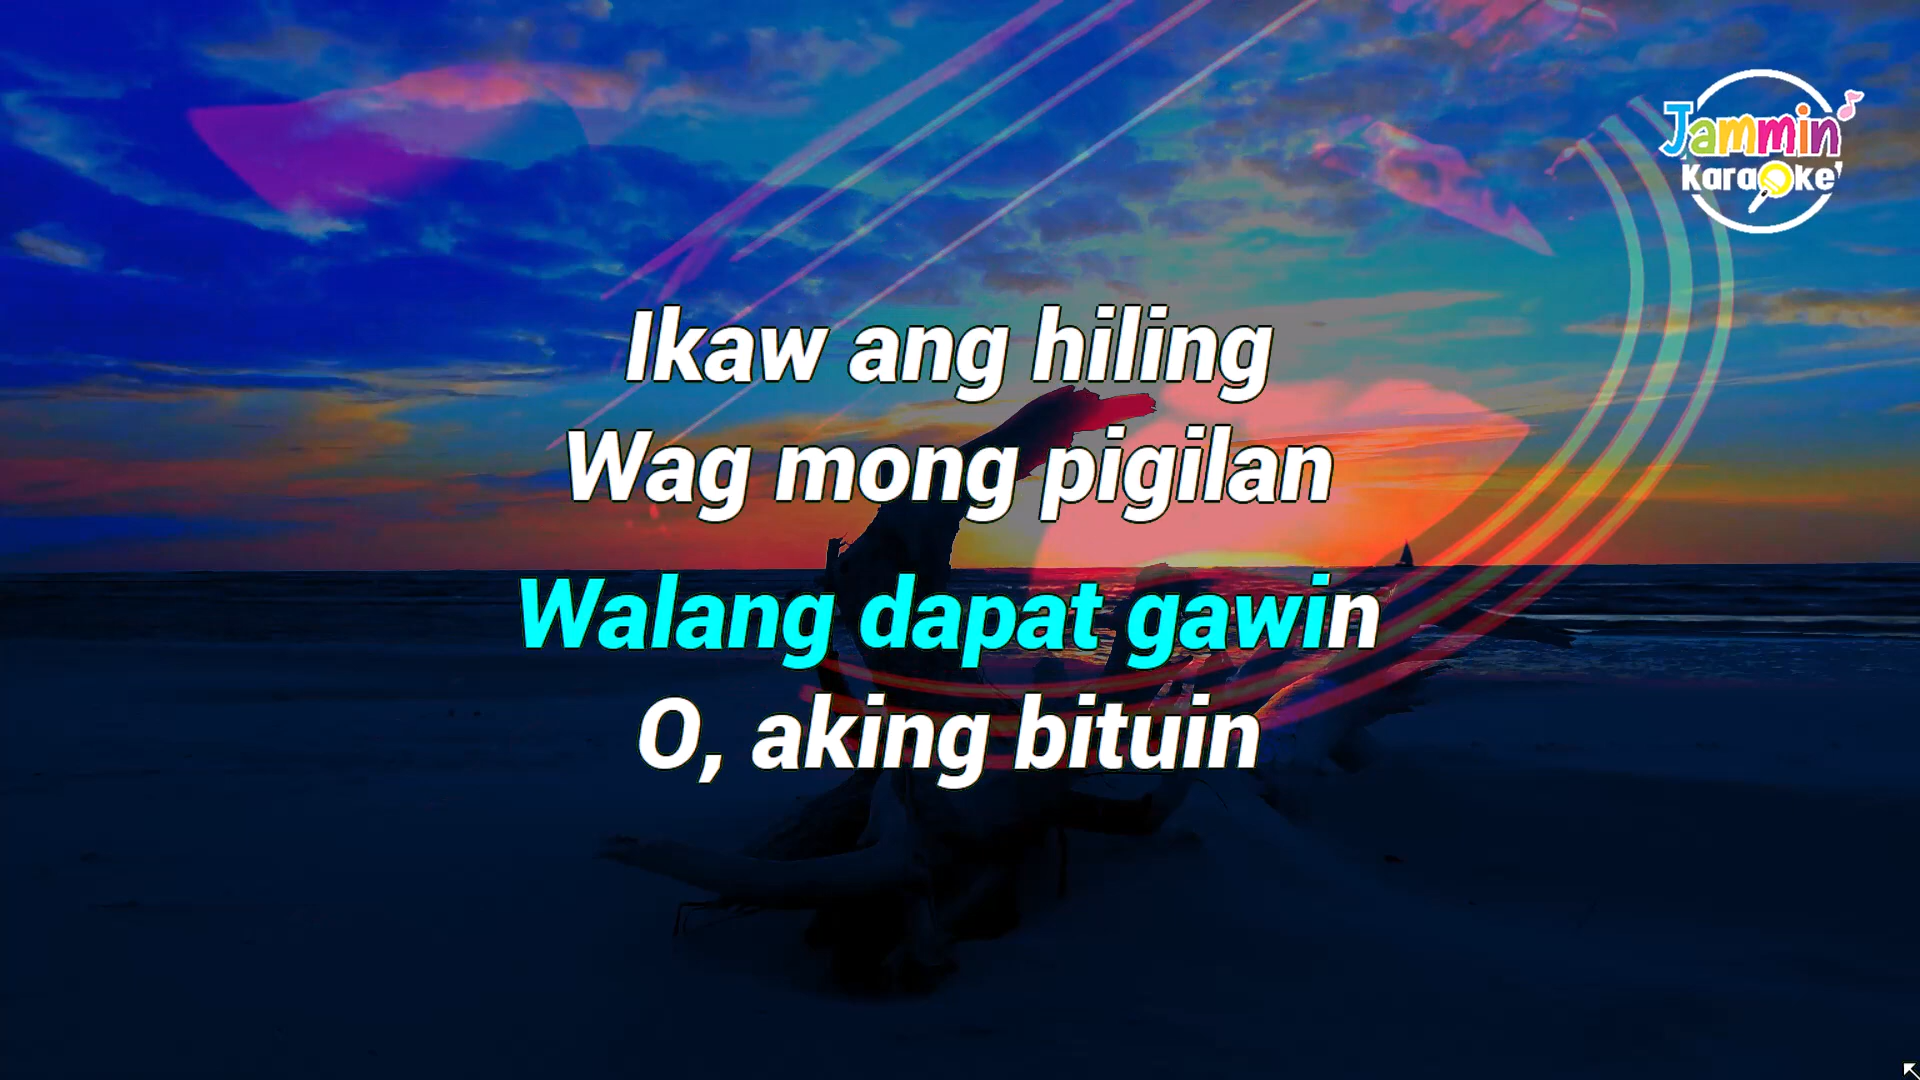 Jammin'
Karaoke'
Ikaw ang hiling
Wag mong pigilan
Walang dapat gawin
O, aking bituin